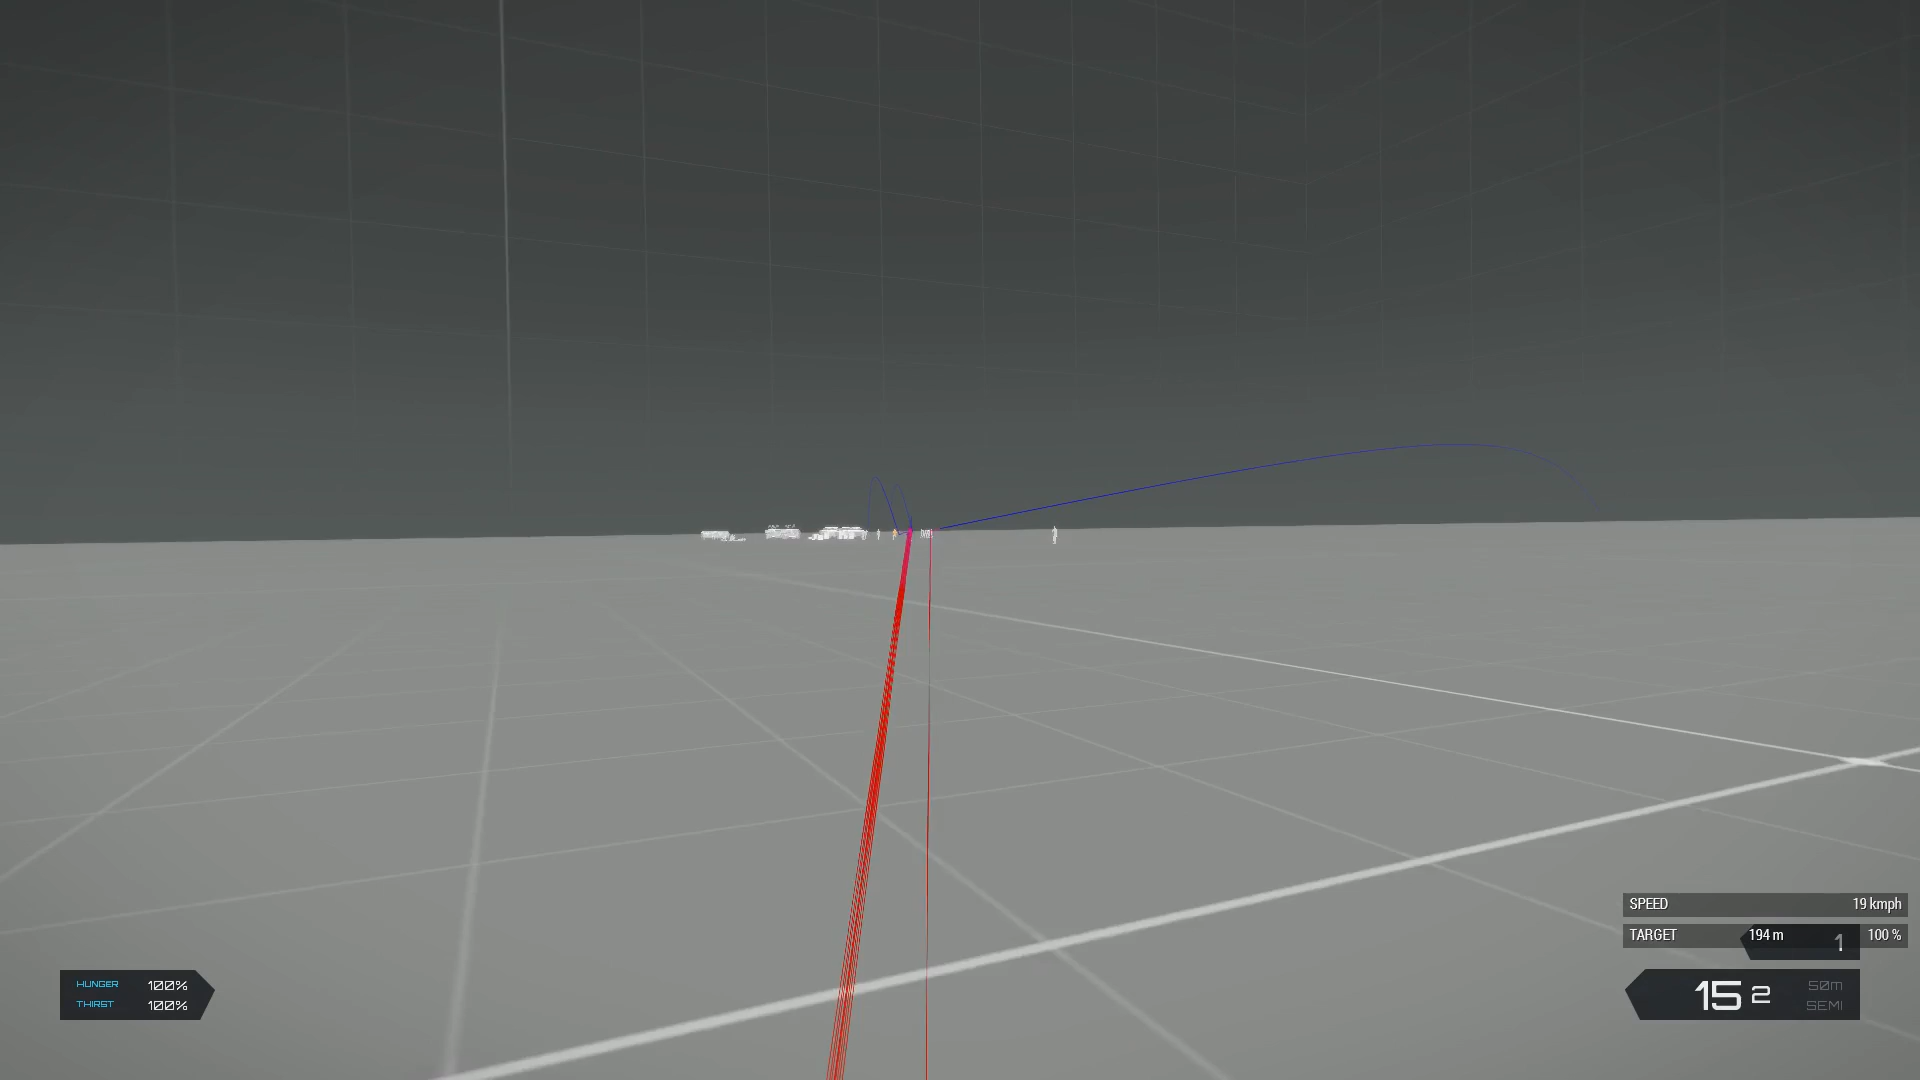 SPEED 19 kmph
TARGET 194 m 1 100 %
HUNGER 100%
THIRST 100%
15 2 50m
SEMI